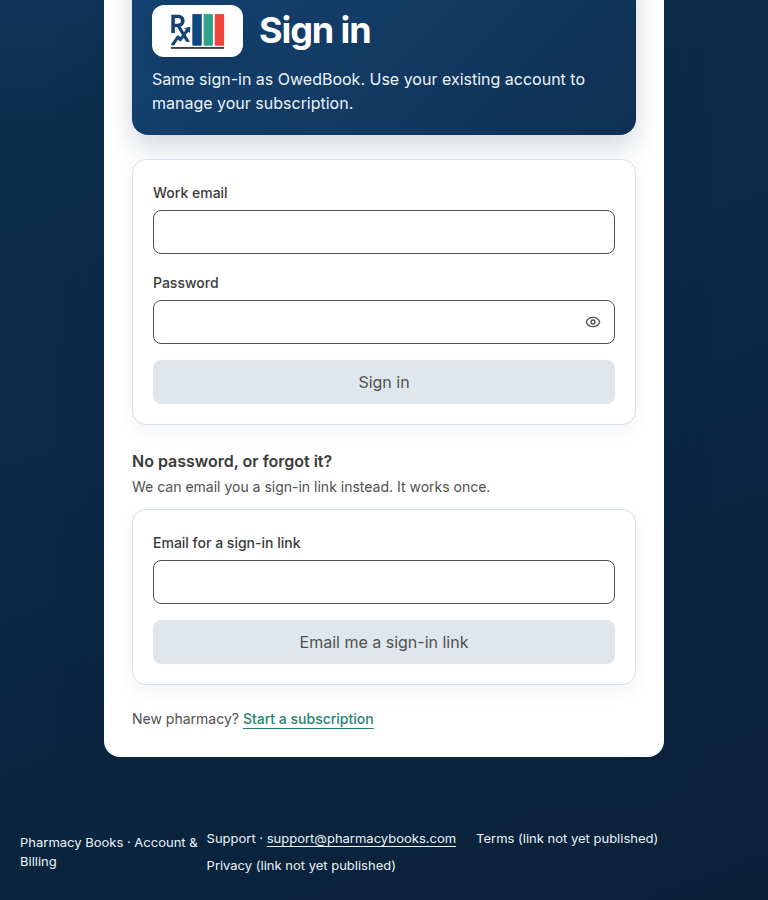 Rx
Sign in
Same sign-in as OwedBook. Use your existing account to
manage your subscription.
Work email
Password
Sign in
No password, or forgot it?
We can email you a sign-in link instead. It works once.
Email for a sign-in link
Email me a sign-in link
New pharmacy? Start a subscription
Pharmacy Books · Account &
Billing
Support · support@pharmacybooks.com
Terms (link not yet published)
Privacy (link not yet published)